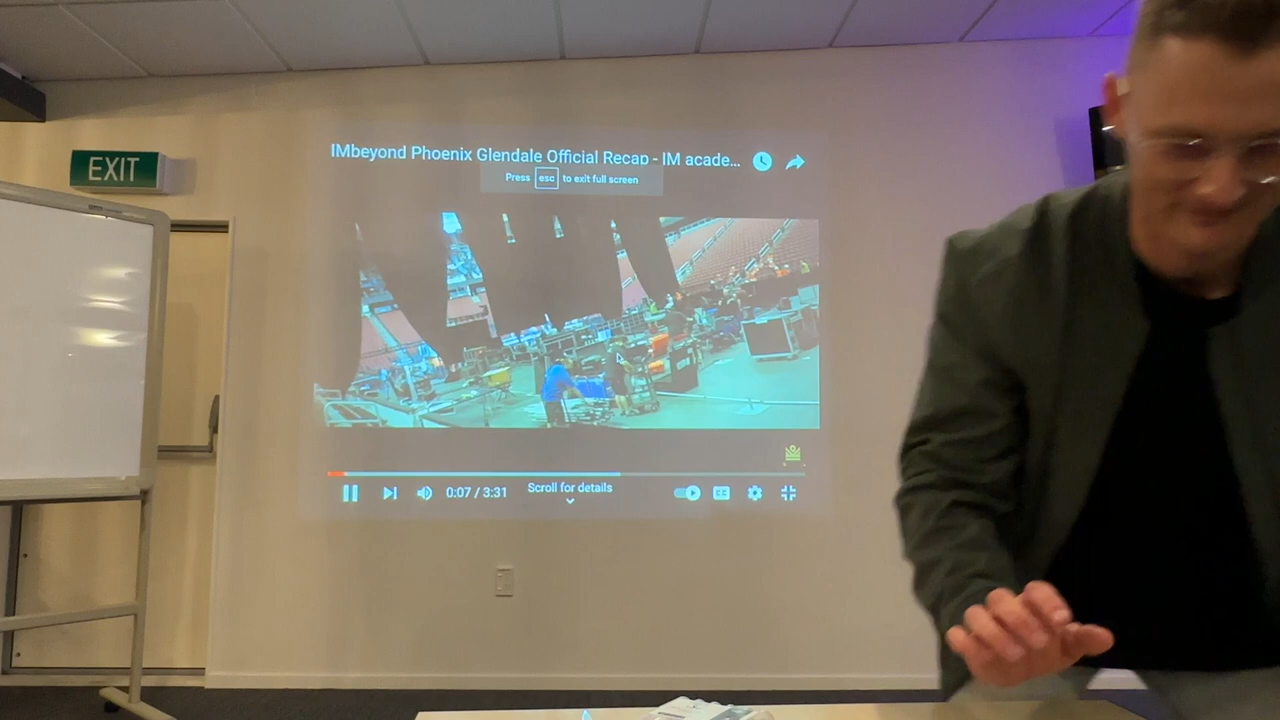 EXIT
IMbeyond Phoenix Glendale Official Recap - IM acade...
Press esc to exit full screen
0:07 / 3:31
Scroll for details
CC